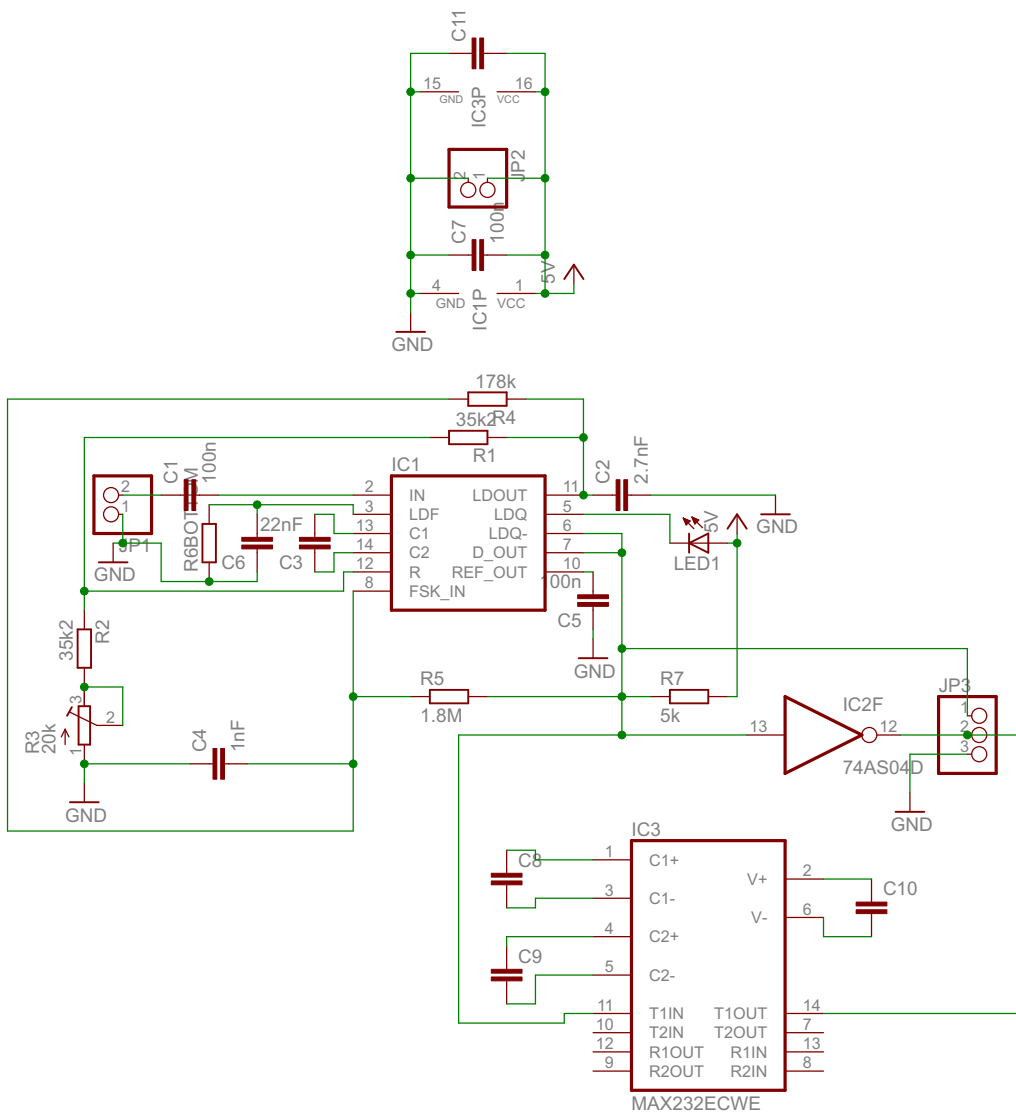 C11
15
16
GND
VCC
IC3P
JP2
2
1
C7
100n
5V
4
1
GND
VCC
IC1P
GND
178k
R4
35k2
R1
IC1
C1
100n
2
1
JP1
GND
R6BOT
M
22nF
C6
C3
2
3
13
14
12
8
IN
LDF
C1
C2
R
FSK_IN
LDOUT
LDQ
LDQ-
D_OUT
REF_OUT
11
5
6
7
10
C2
2.7nF
GND
5V
LED1
100n
C5
GND
35k2
R2
3
2
1
R3
20k
GND
C4
1nF
R5
1.8M
R7
5k
13
IC2F
12
74AS04D
JP3
1
2
3
GND
IC3
C8
1
C1+
3
C1-
4
C2+
C9
5
C2-
V+
2
C10
V-
6
11
T1IN
T1OUT
14
10
T2IN
T2OUT
7
12
R1OUT
R1IN
13
9
R2OUT
R2IN
8
MAX232ECWE